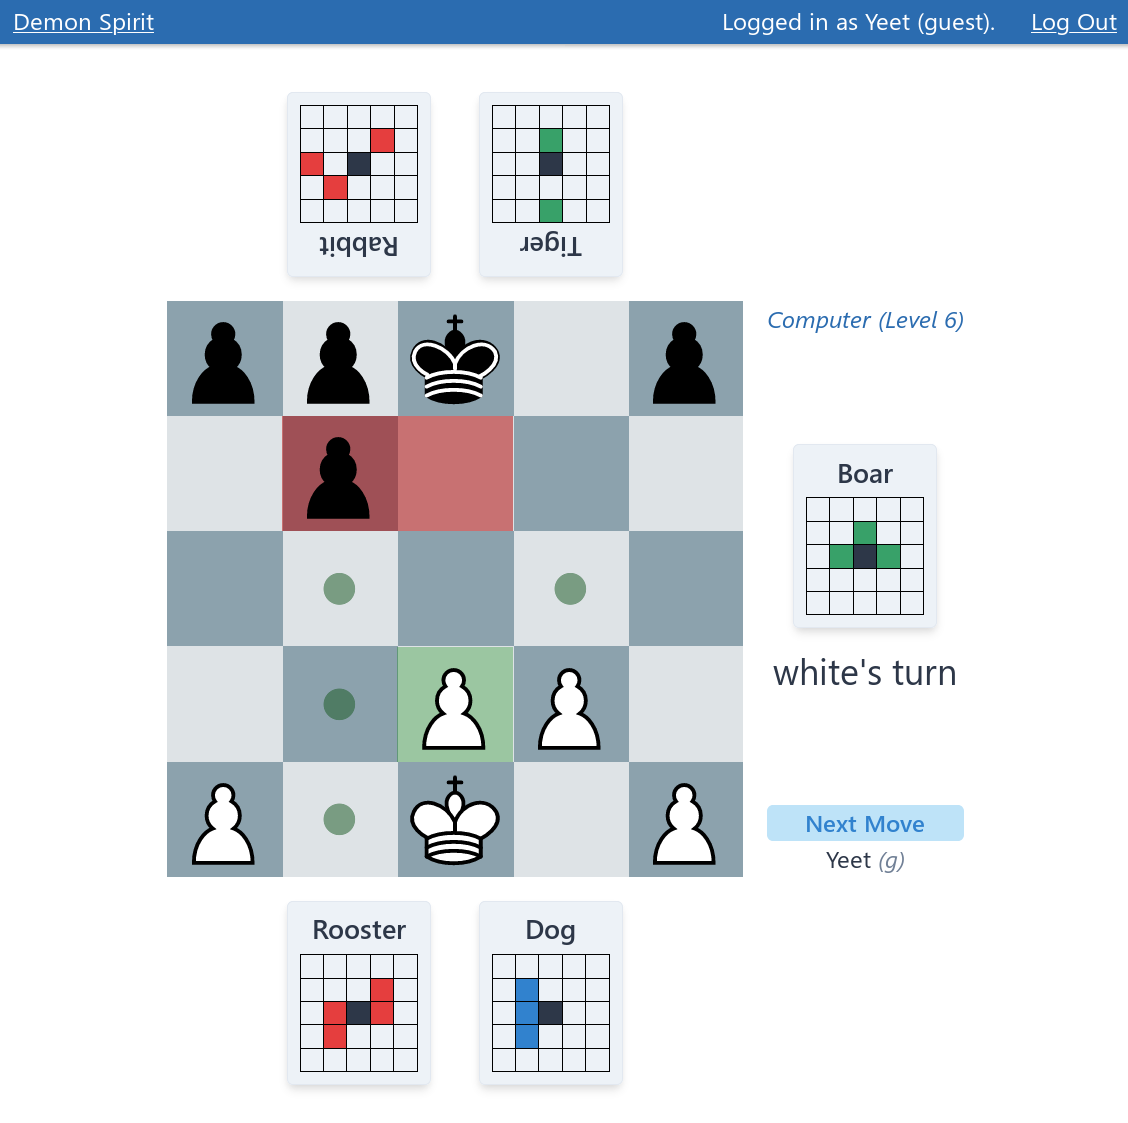 Demon Spirit
Logged in as Yeet (guest).
Log Out
Rabbit
Tiger
Computer (Level 6)
Boar
white's turn
Next Move
Yeet (g)
Rooster
Dog